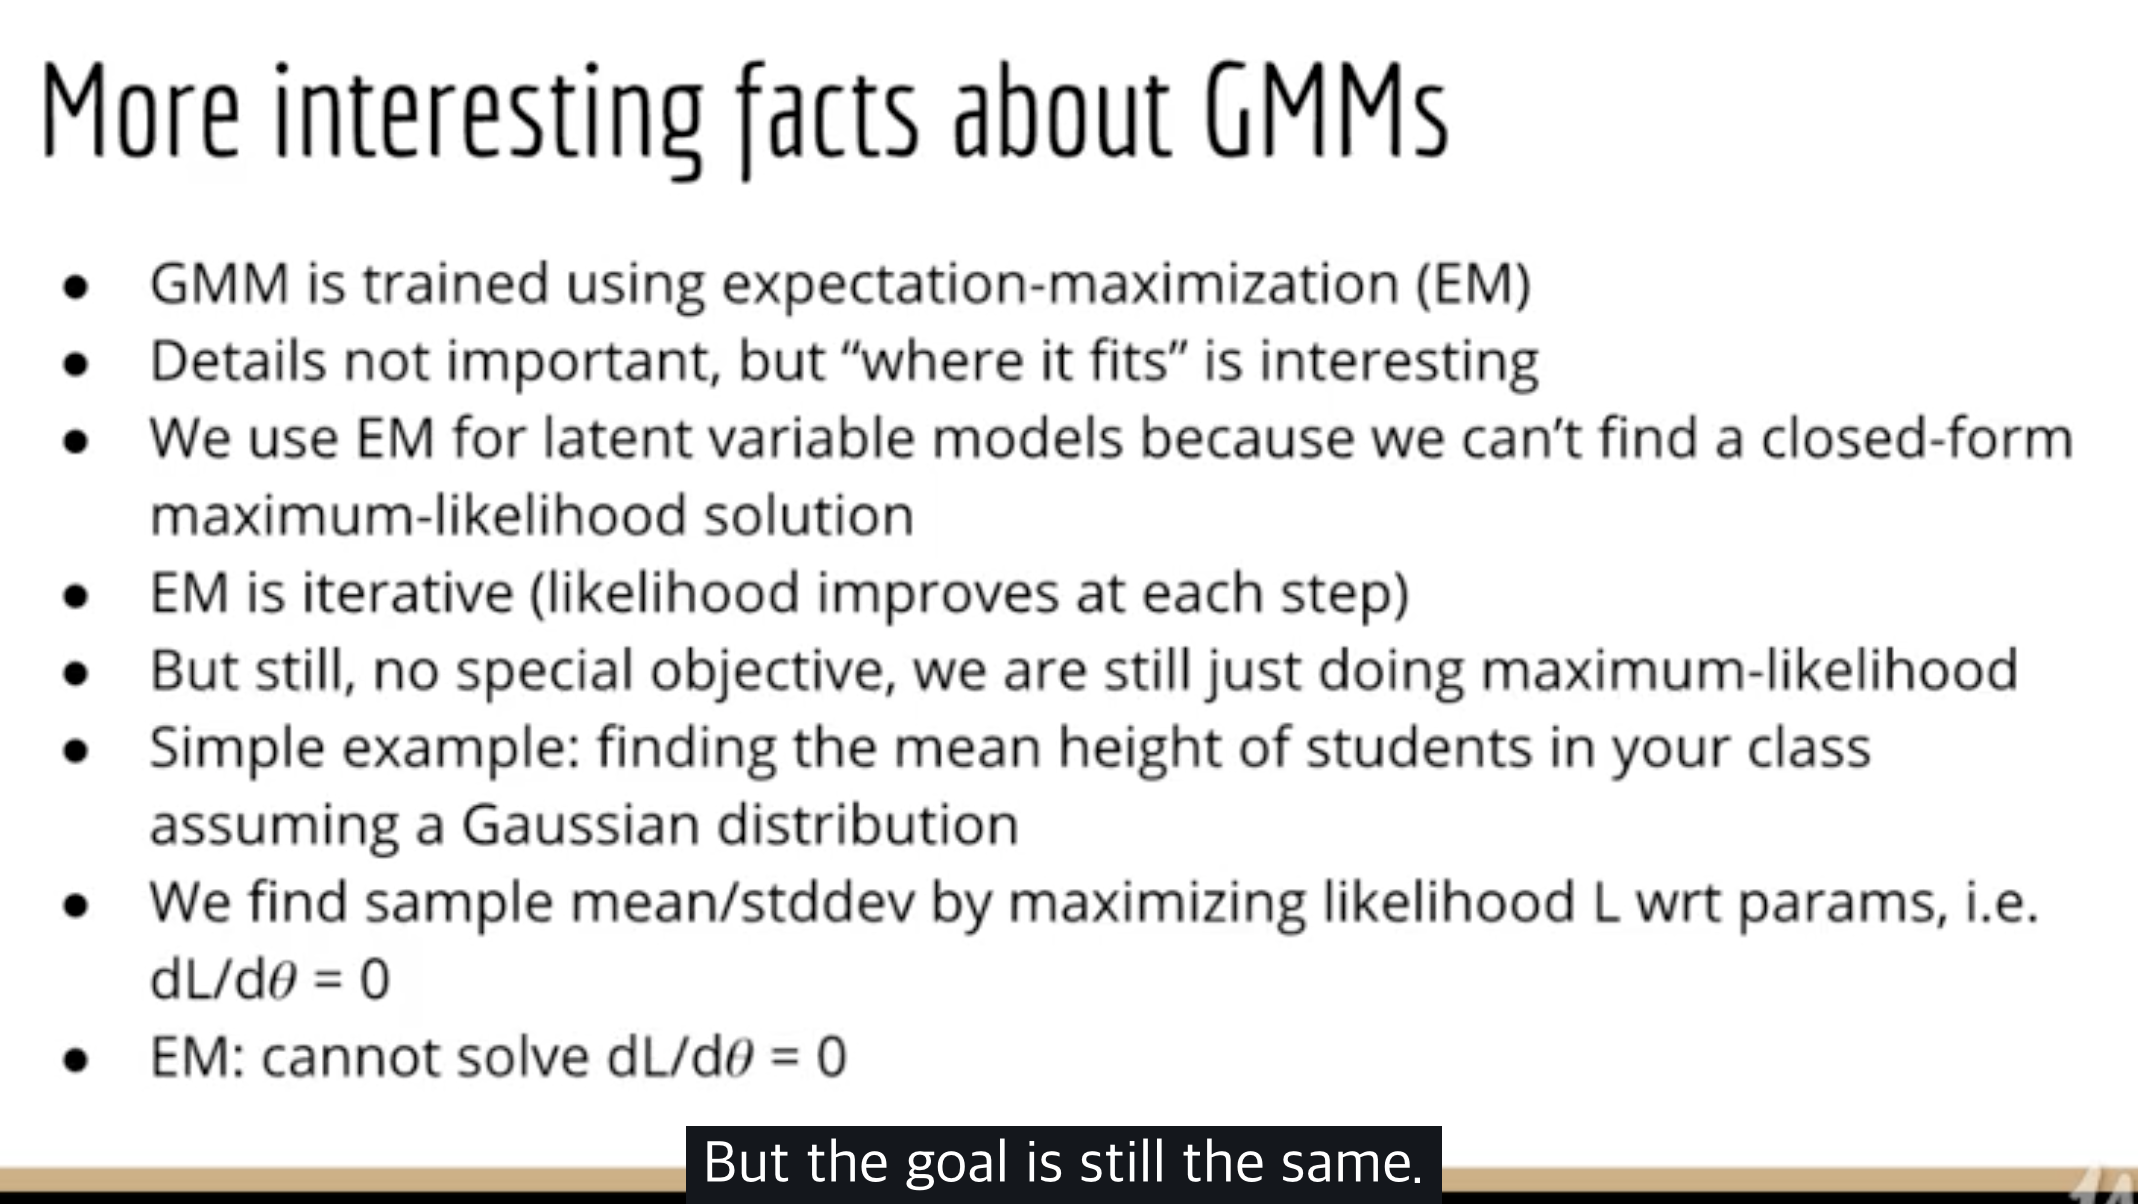 More interesting facts about GMMs
● GMM is trained using expectation-maximization (EM)
● Details not important, but “where it fits” is interesting
● We use EM for latent variable models because we can’t find a closed-form
maximum-likelihood solution
● EM is iterative (likelihood improves at each step)
● But still, no special objective, we are still just doing maximum-likelihood
● Simple example: finding the mean height of students in your class
assuming a Gaussian distribution
● We find sample mean/stddev by maximizing likelihood L wrt params, i.e.
dL/dθ = 0
● EM: cannot solve dL/dθ = 0
But the goal is still the same.